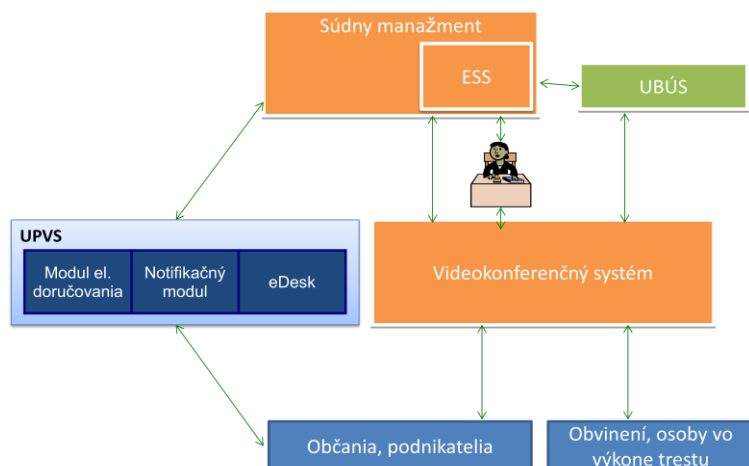 Súdny manažment
ESS
UBÚS
UPVS
Modul el.
doručovania
Notifikačný
modul
eDesk
Videokonferenčný systém
Občania, podnikatelia
Obvinení, osoby vo
výkone trestu